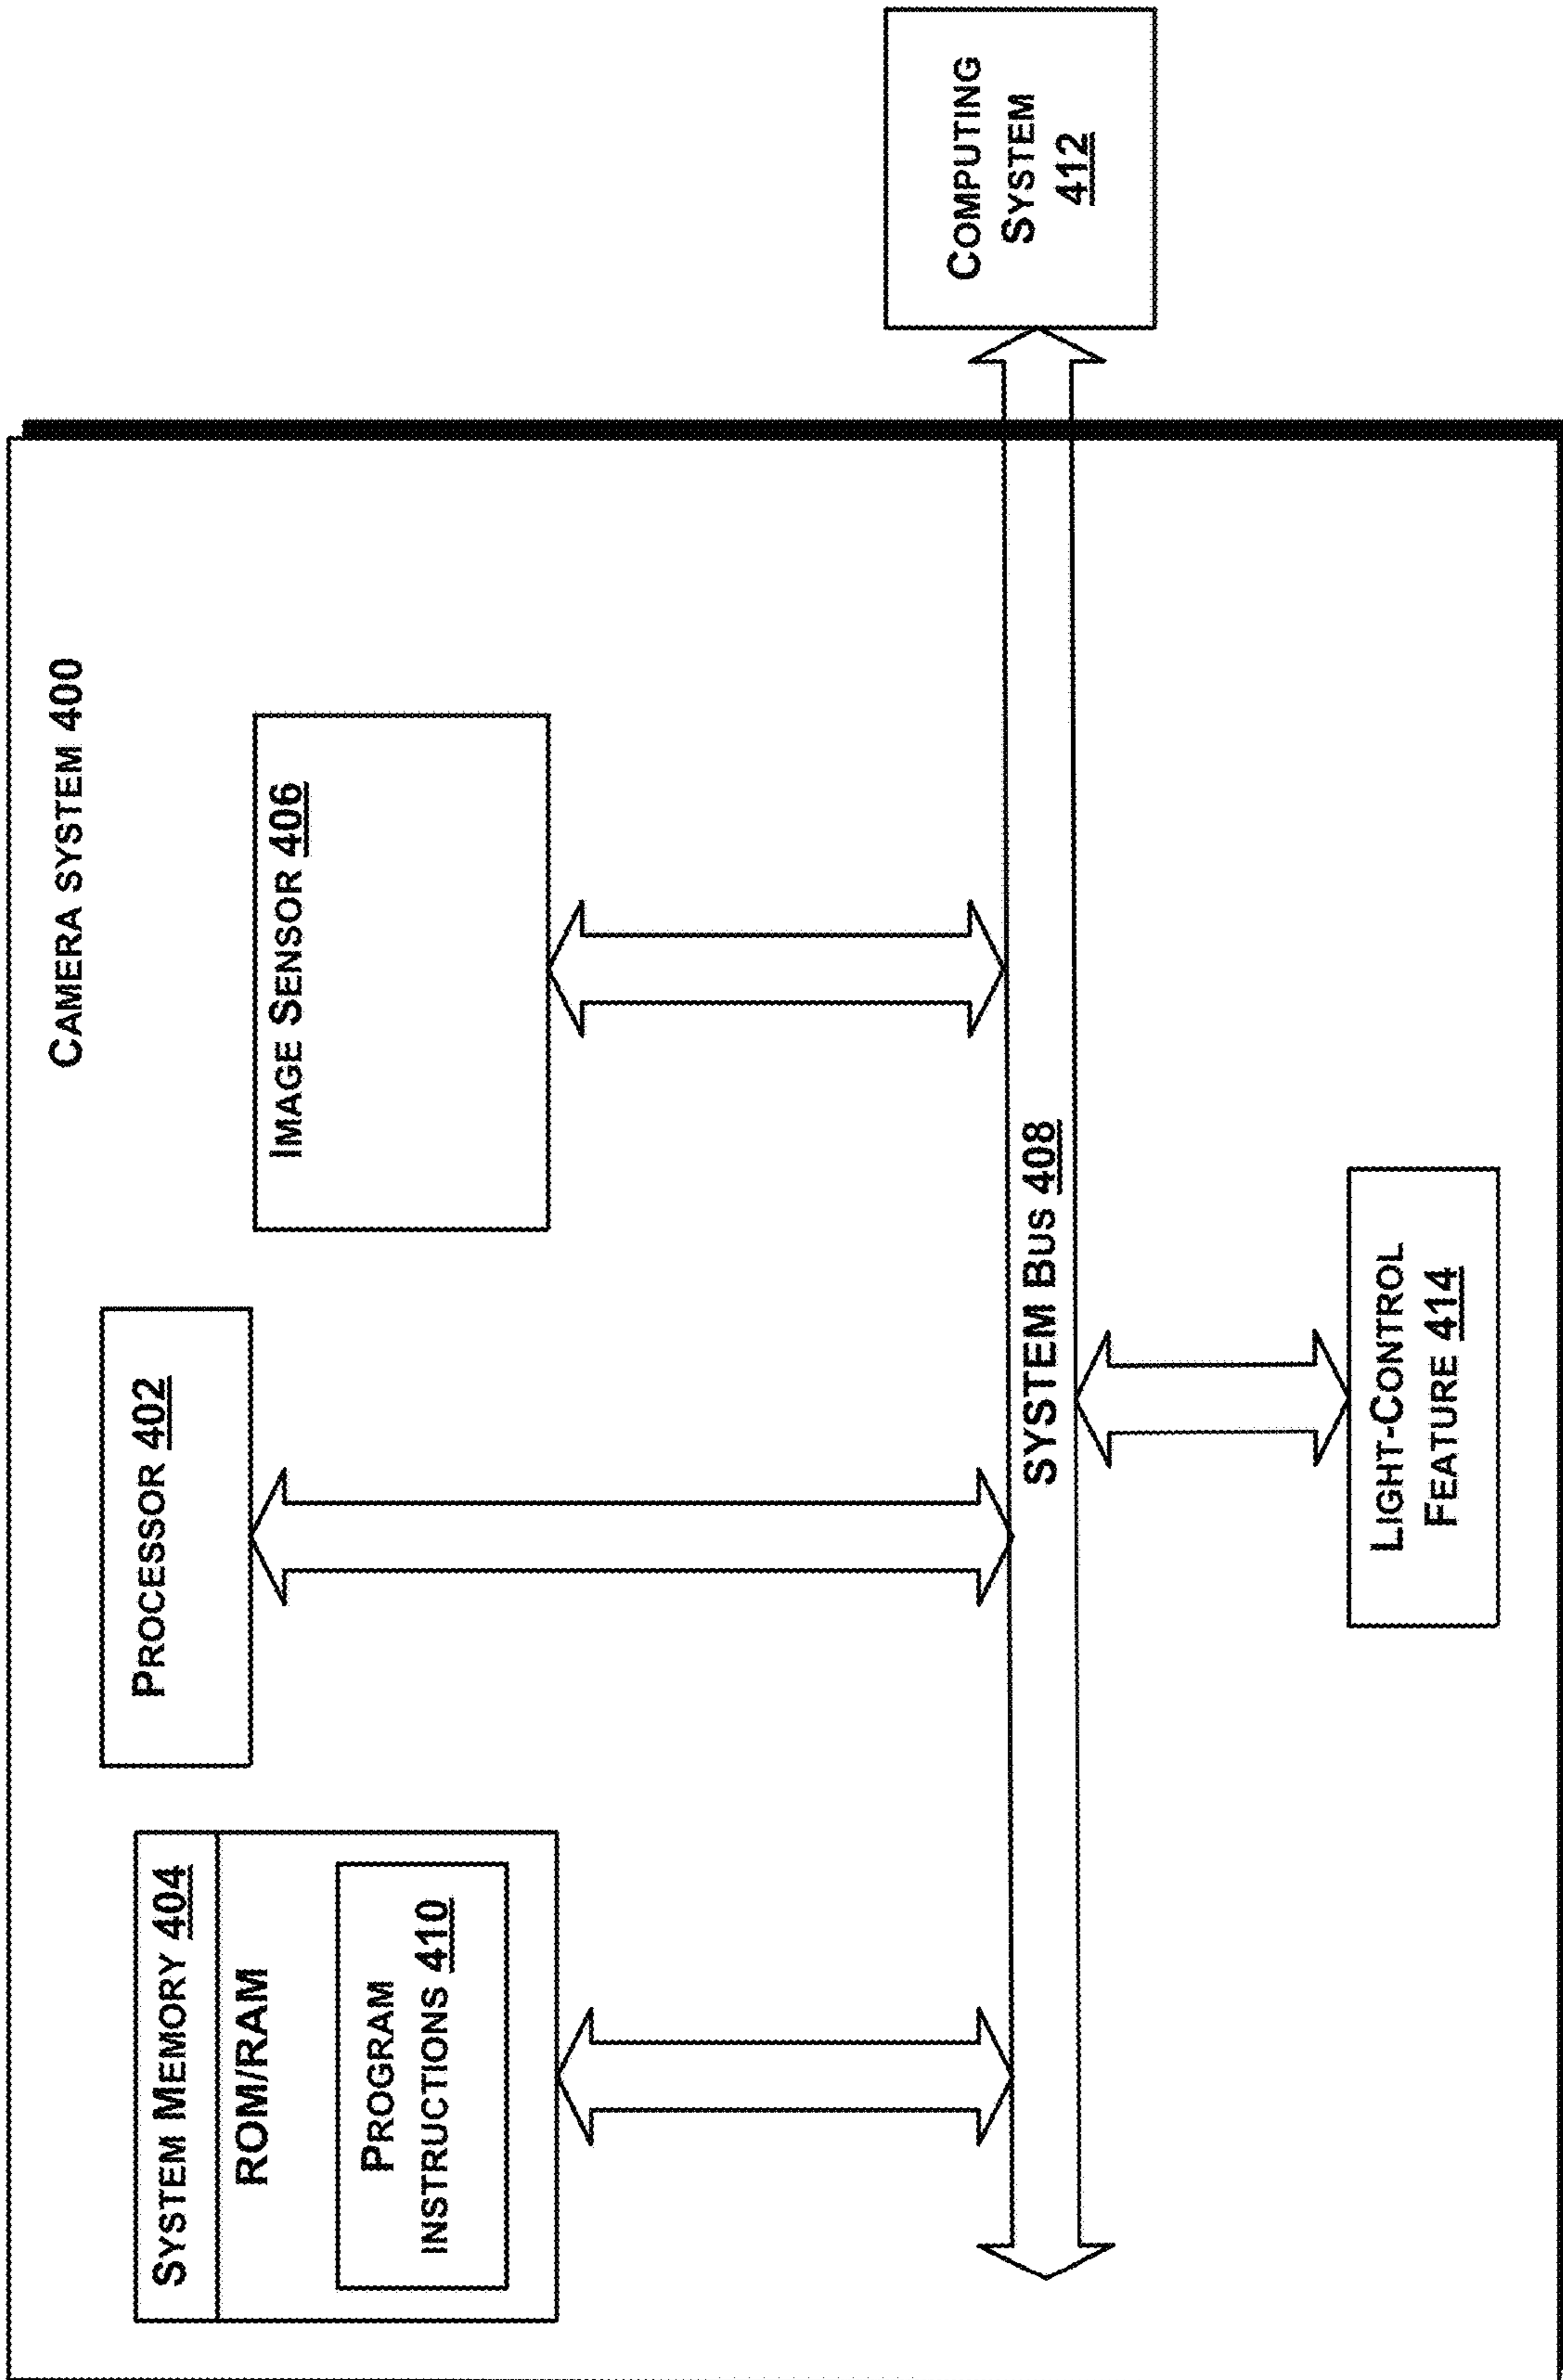 CAMERA SYSTEM 400
SYSTEM MEMORY 404
ROM/RAM
PROGRAM
INSTRUCTIONS 410
PROCESSOR 402
IMAGE SENSOR 406
SYSTEM BUS 408
LIGHT-CONTROL
FEATURE 414
COMPUTING
SYSTEM
412